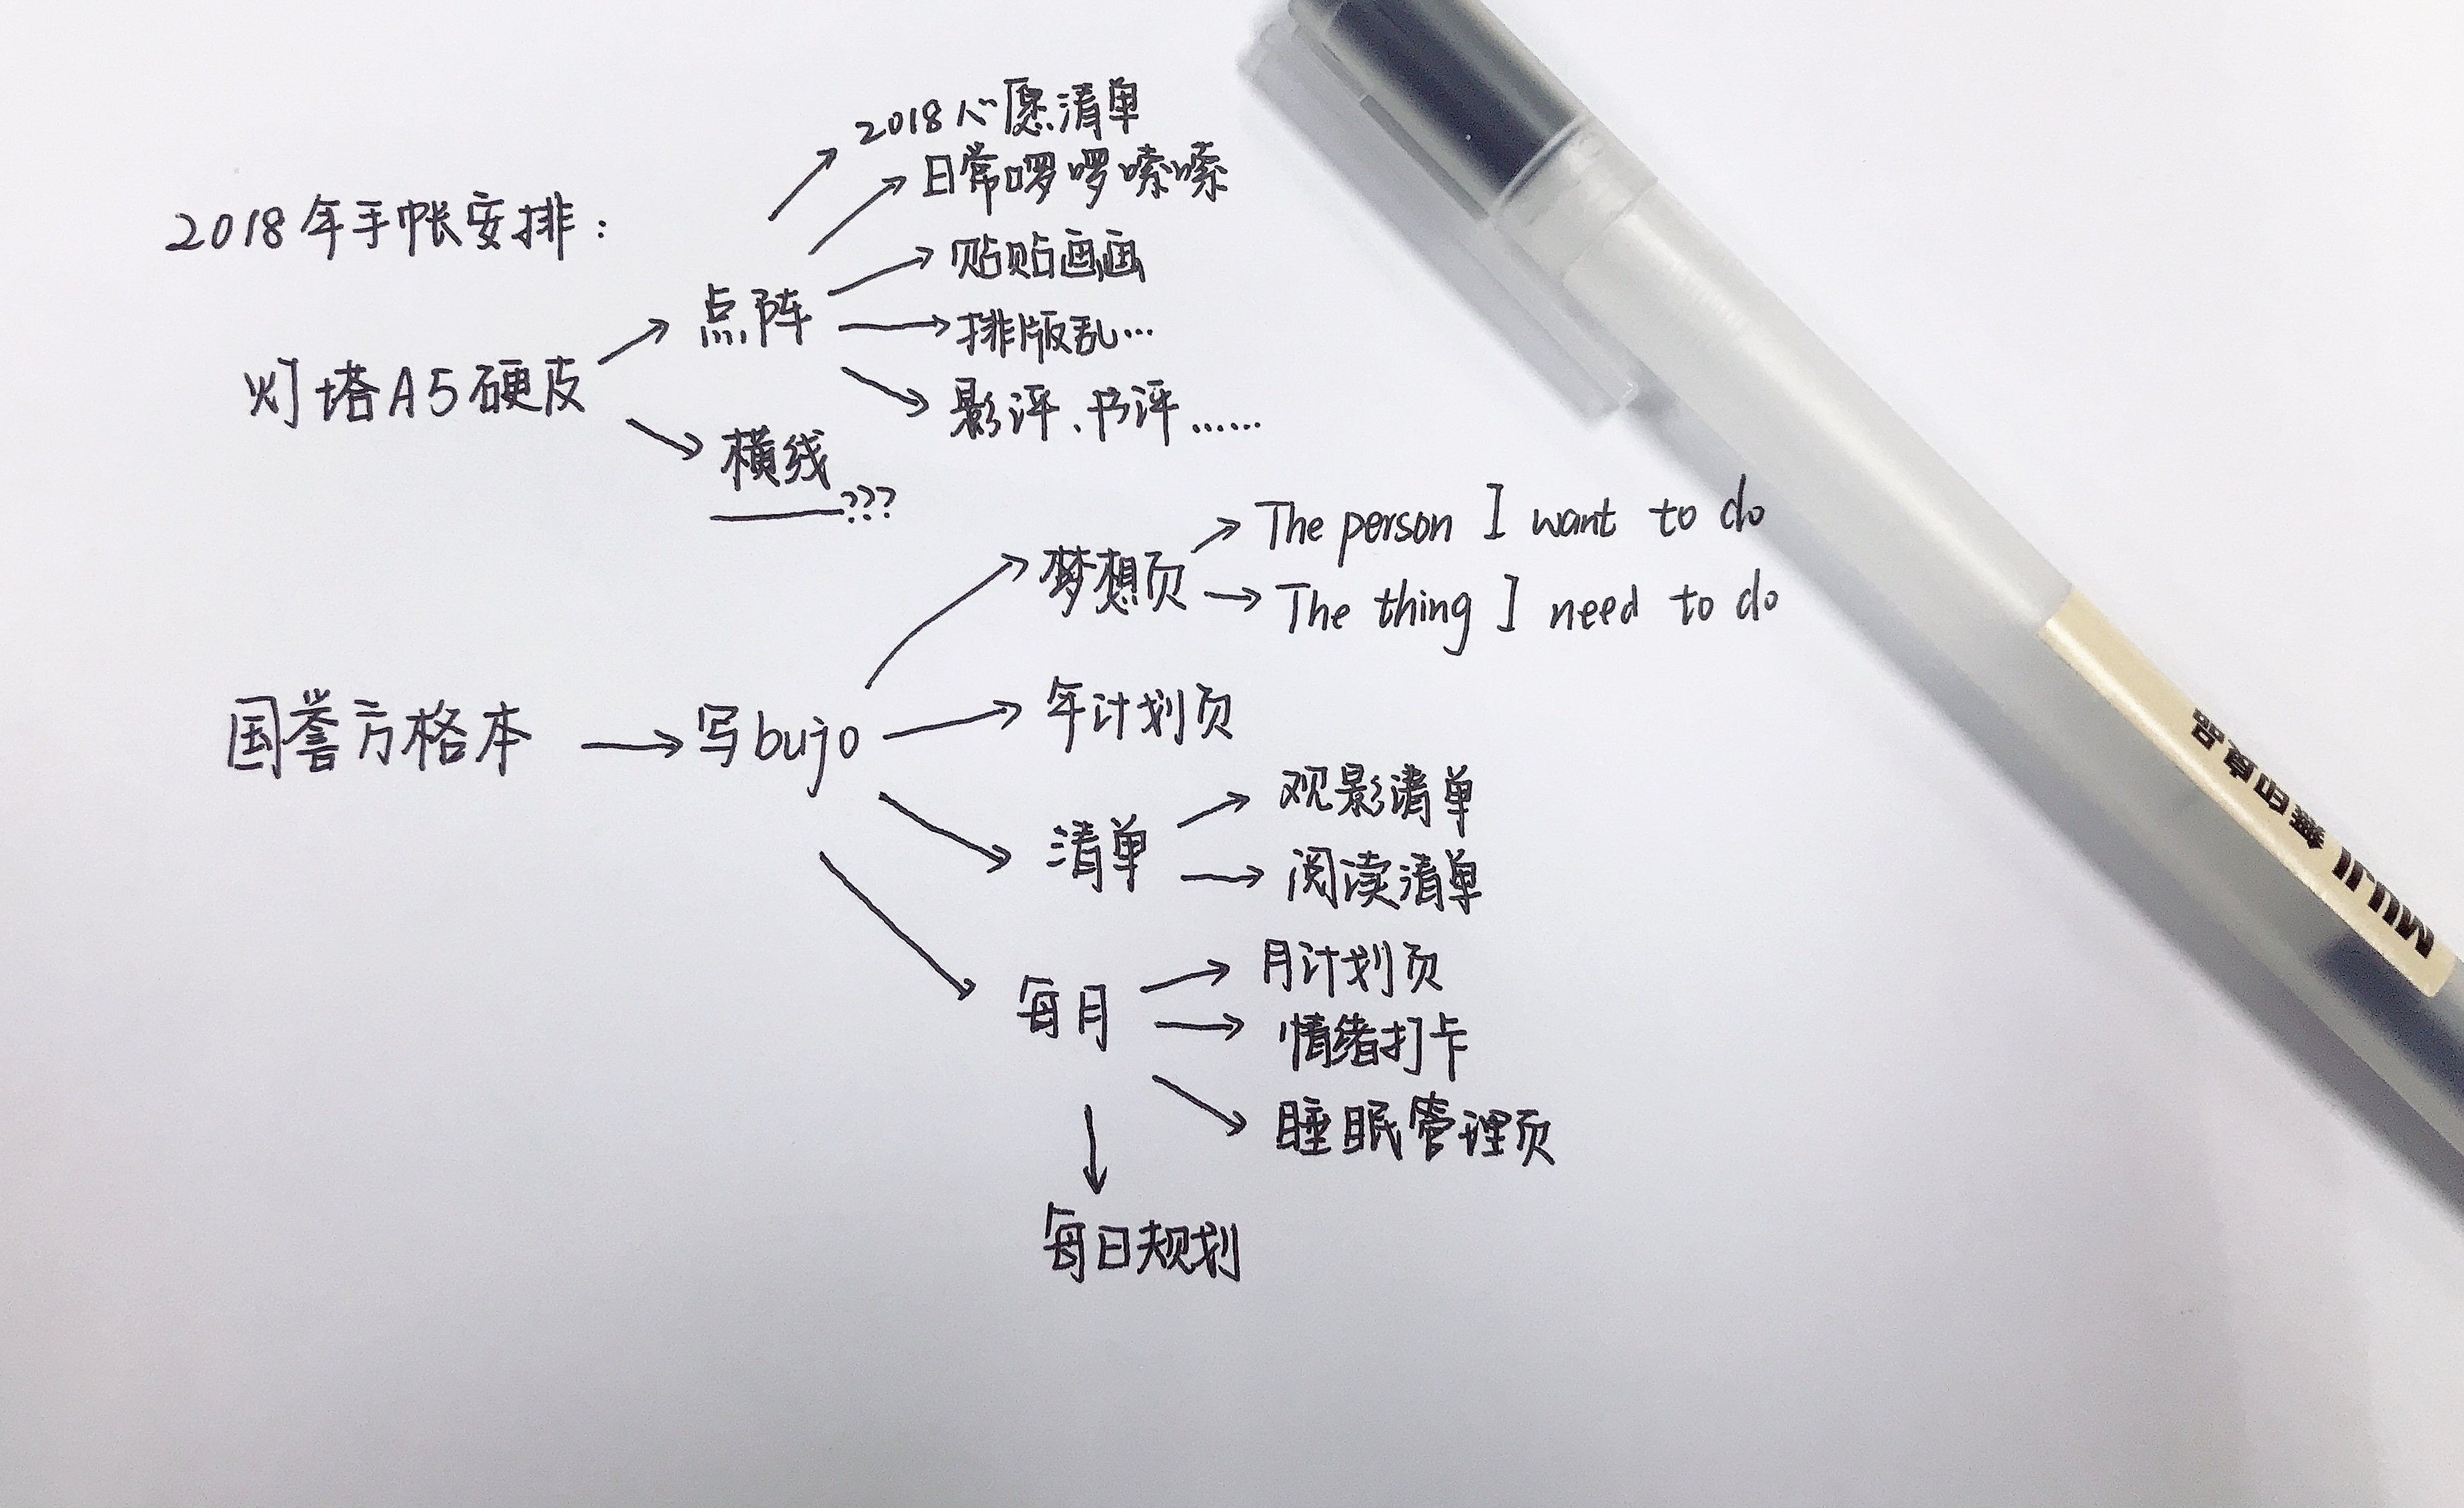 2018年手帐安排：
灯塔A5硬皮
点阵
2018心愿清单
日常啰啰嗦嗦
贴贴画画
排版乱…
影评、书评……
横线
???
国誉方格本
写bujo
梦想页
The person I want to do
The thing I need to do
年计划页
清单
观影清单
阅读清单
每月
月计划页
情绪打卡
睡眠管理页
每日规划
MUJI 無印良品